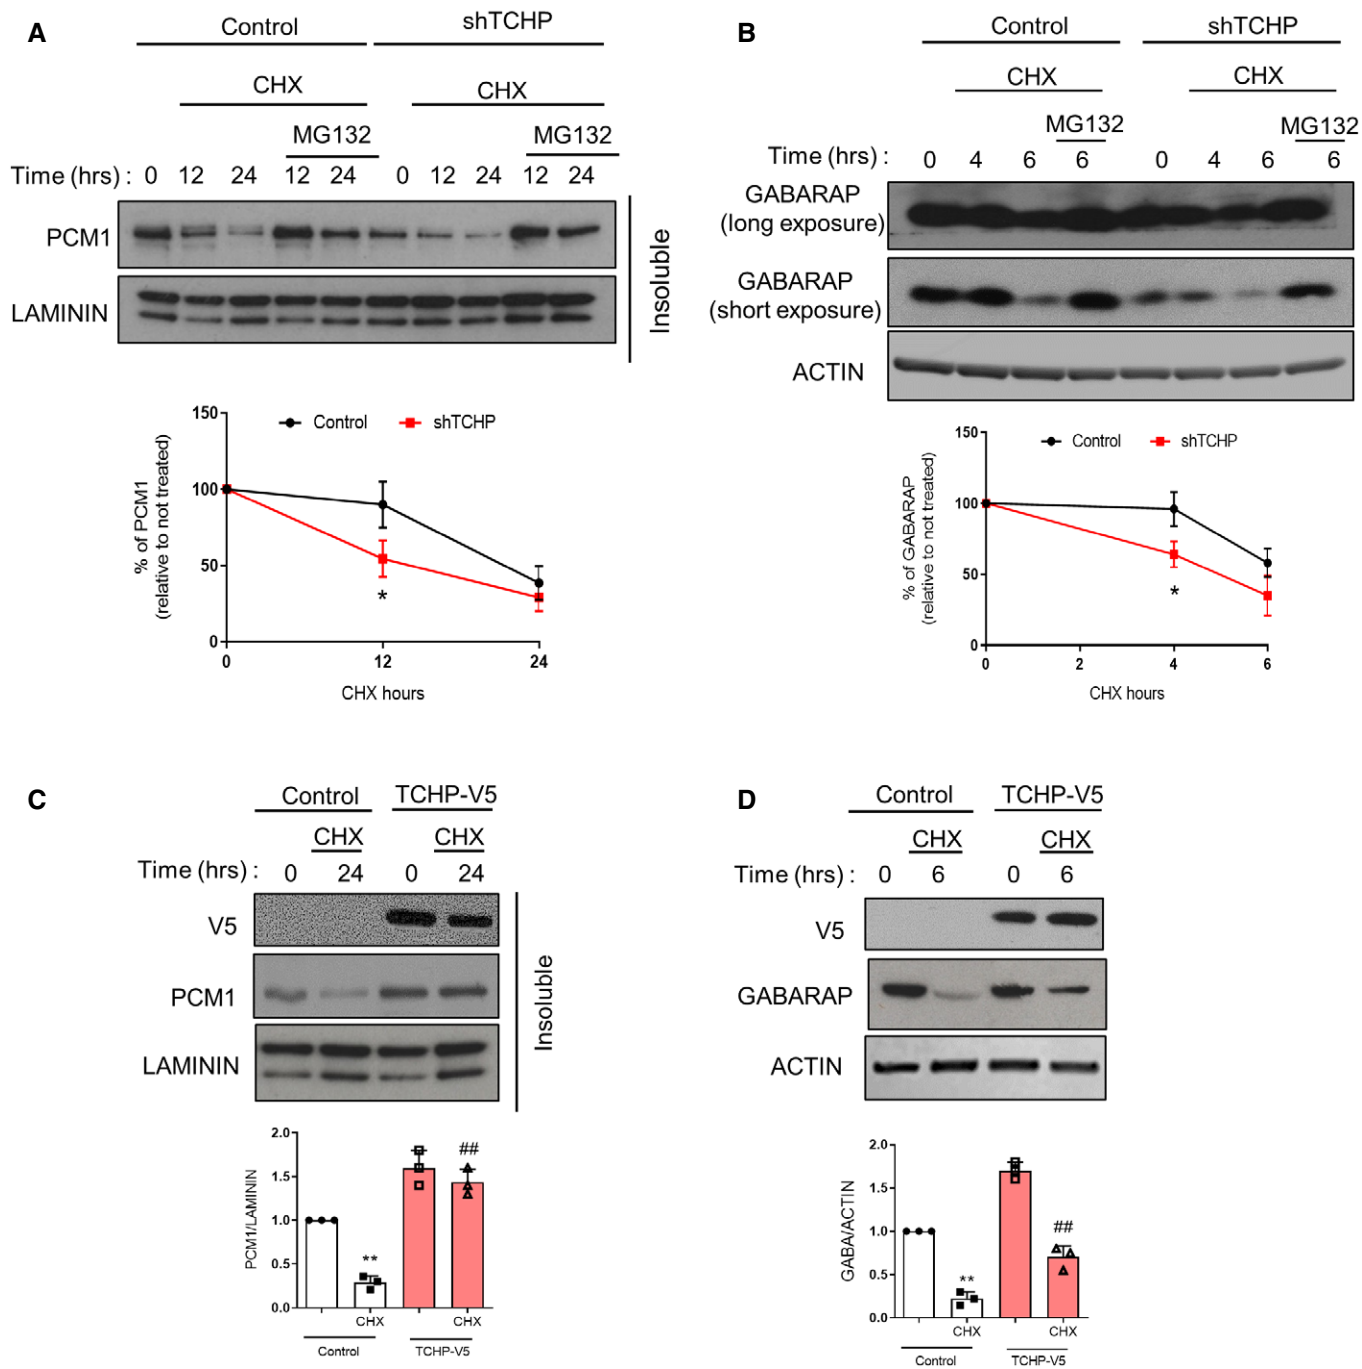 A
Control shTCHP
CHX CHX
MG132 MG132
Time (hrs) : 0 12 24 12 24 0 12 24 12 24
PCM1
LAMININ
Insoluble
150
100
50
0
% of PCM1
(relative to not treated)
Control shTCHP
*
0 12 24
CHX hours
B
Control shTCHP
CHX CHX
MG132 MG132
Time (hrs) : 0 4 6 6 0 4 6 6
GABARAP
(long exposure)
GABARAP
(short exposure)
ACTIN
150
100
50
0
% of GABARAP
(relative to not treated)
Control shTCHP
*
0 2 4 6
CHX hours
C
Control TCHP-V5
CHX CHX
Time (hrs) : 0 24 0 24
V5
PCM1
LAMININ
Insoluble
2.0
1.5
1.0
0.5
0.0
PCM1/LAMININ
**
##
CHX CHX
Control TCHP-V5
D
Control TCHP-V5
CHX CHX
Time (hrs) : 0 6 0 6
V5
GABARAP
ACTIN
2.0
1.5
1.0
0.5
0.0
GABA/ACTIN
**
##
CHX CHX
Control TCHP-V5